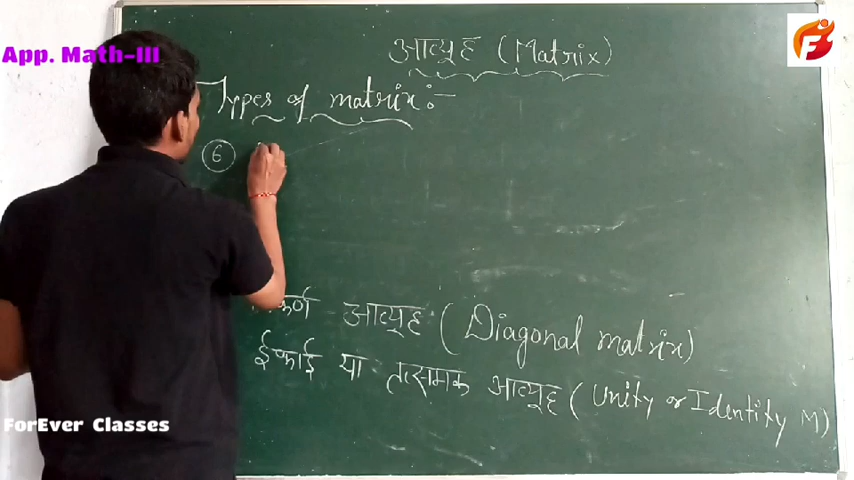 App. Math-III
आव्यूह (Matrix)
Types of matrix:-
6
आव्यूह (Diagonal matrix)
ईकाई या तत्समक आव्यूह (Unity or Identity M)
ForEver Classes